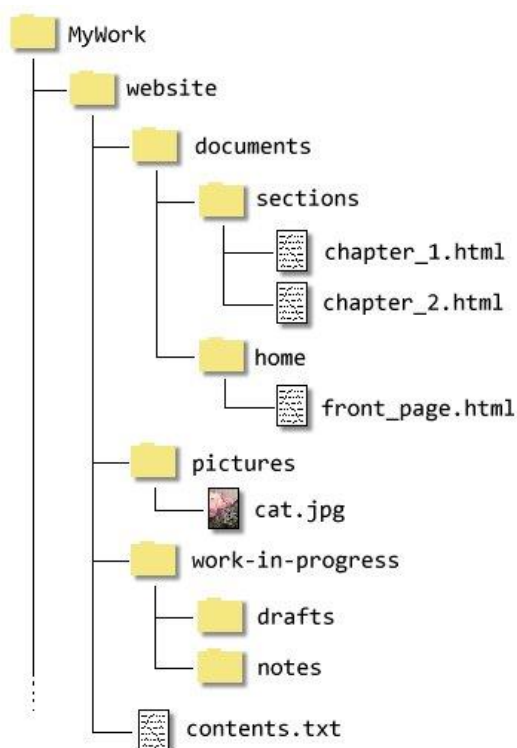 MyWork
website
documents
sections
chapter_1.html
chapter_2.html
home
front_page.html
pictures
cat.jpg
work-in-progress
drafts
notes
contents.txt